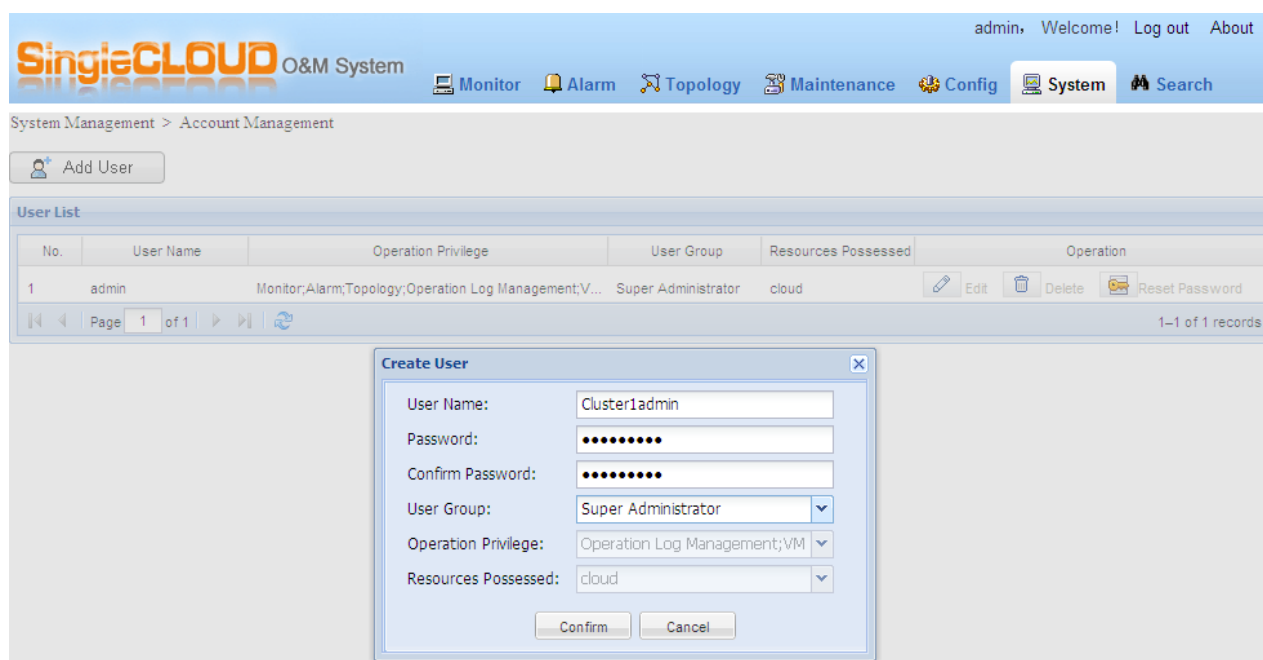 admin, Welcome! Log out About
SingleCLOUD O&M System
Monitor Alarm Topology Maintenance Config System Search
System Management > Account Management
Add User
User List
No. User Name Operation Privilege User Group Resources Possessed Operation
1 admin Monitor;Alarm;Topology;Operation Log Management;V... Super Administrator cloud Edit Delete Reset Password
Page 1 of 1 1–1 of 1 records
Create User
User Name: Cluster1admin
Password: •••••••••
Confirm Password: •••••••••
User Group: Super Administrator
Operation Privilege: Operation Log Management;VM
Resources Possessed: cloud
Confirm Cancel